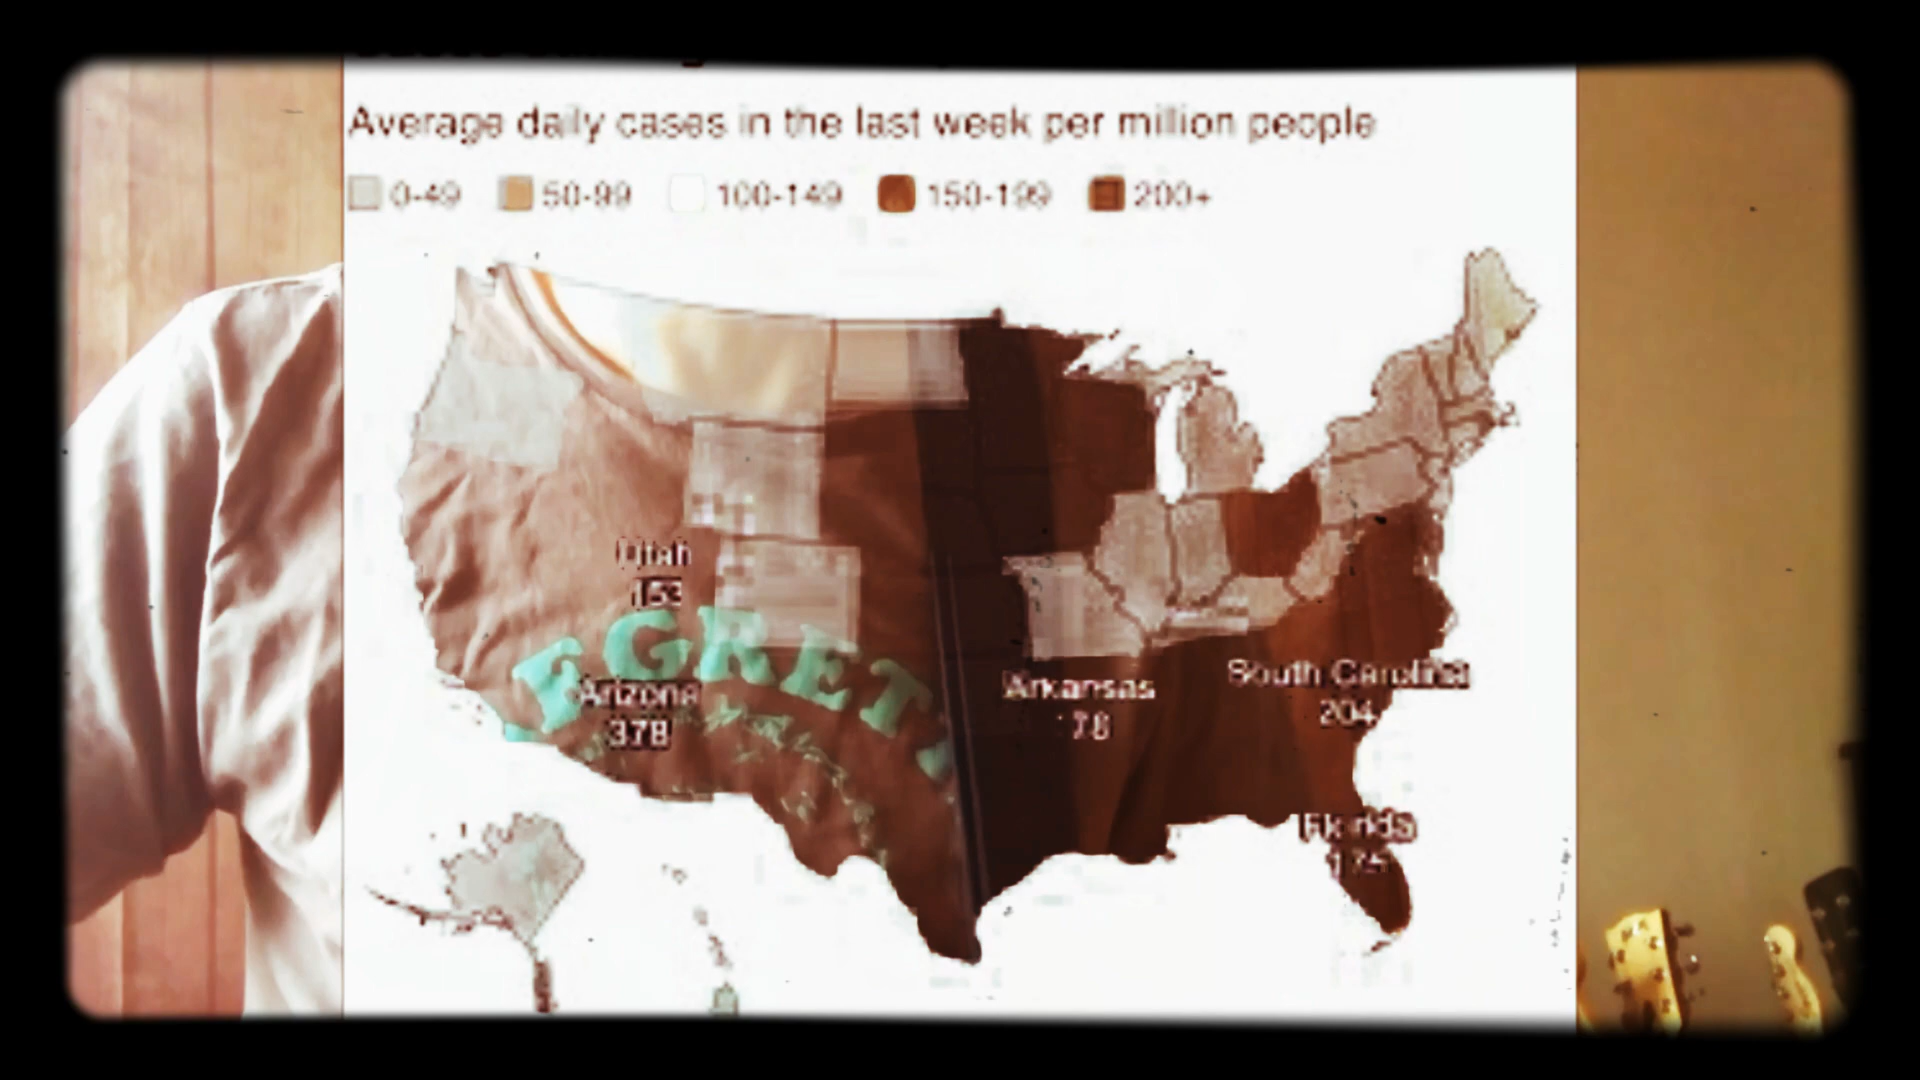 Average daily cases in the last week per million people
0-49 50-99 100-149 150-199 200+
Utah
EGRET
Arizona
378
Arkansas
South Carolina
204
Florida